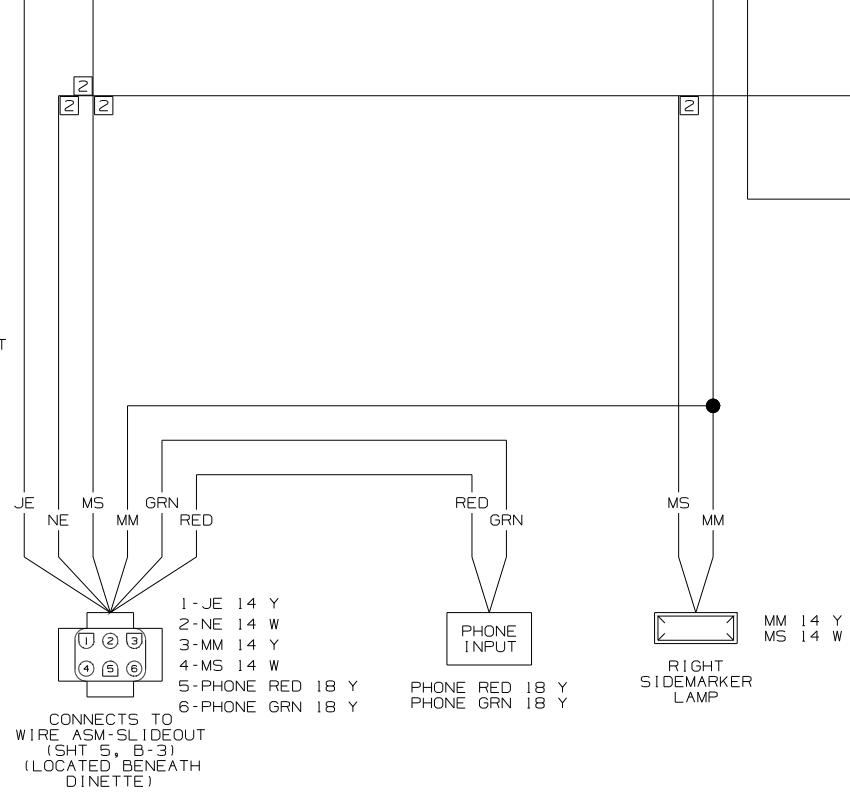 2
2 2 2
T
JE MS GRN RED MS
NE MM RED GRN MM
1-JE 14 Y
2-NE 14 W
3-MM 14 Y
4-MS 14 W
5-PHONE RED 18 Y
6-PHONE GRN 18 Y
1 2 3
4 5 6
CONNECTS TO
WIRE ASM-SLIDEOUT
(SHT 5, B-3)
(LOCATED BENEATH
DINETTE)
PHONE
INPUT
PHONE RED 18 Y
PHONE GRN 18 Y
MM 14 Y
MS 14 W
RIGHT
SIDEMARKER
LAMP